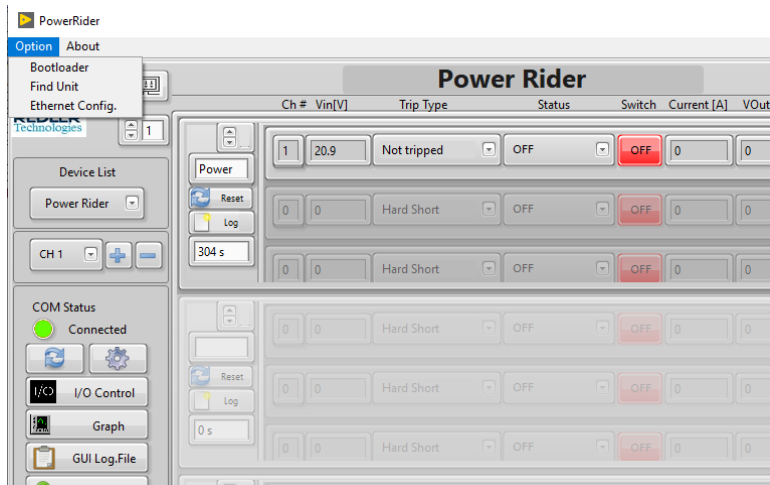 PowerRider
Option About
Bootloader
Find Unit
Ethernet Config.
Power Rider
Ch # Vin[V] Trip Type Status Switch Current [A] VOut
Technologies
1
Device List
Power Rider
CH 1
COM Status
Connected
I/O I/O Control
Graph
GUI Log.File
Power
Reset
Log
304 s
1 20.9 Not tripped OFF OFF 0 0
0 0 Hard Short OFF OFF 0 0
0 0 Hard Short OFF OFF 0 0
Reset
Log
0 s
0 0 Hard Short OFF OFF 0 0
0 0 Hard Short OFF OFF 0 0
0 0 Hard Short OFF OFF 0 0